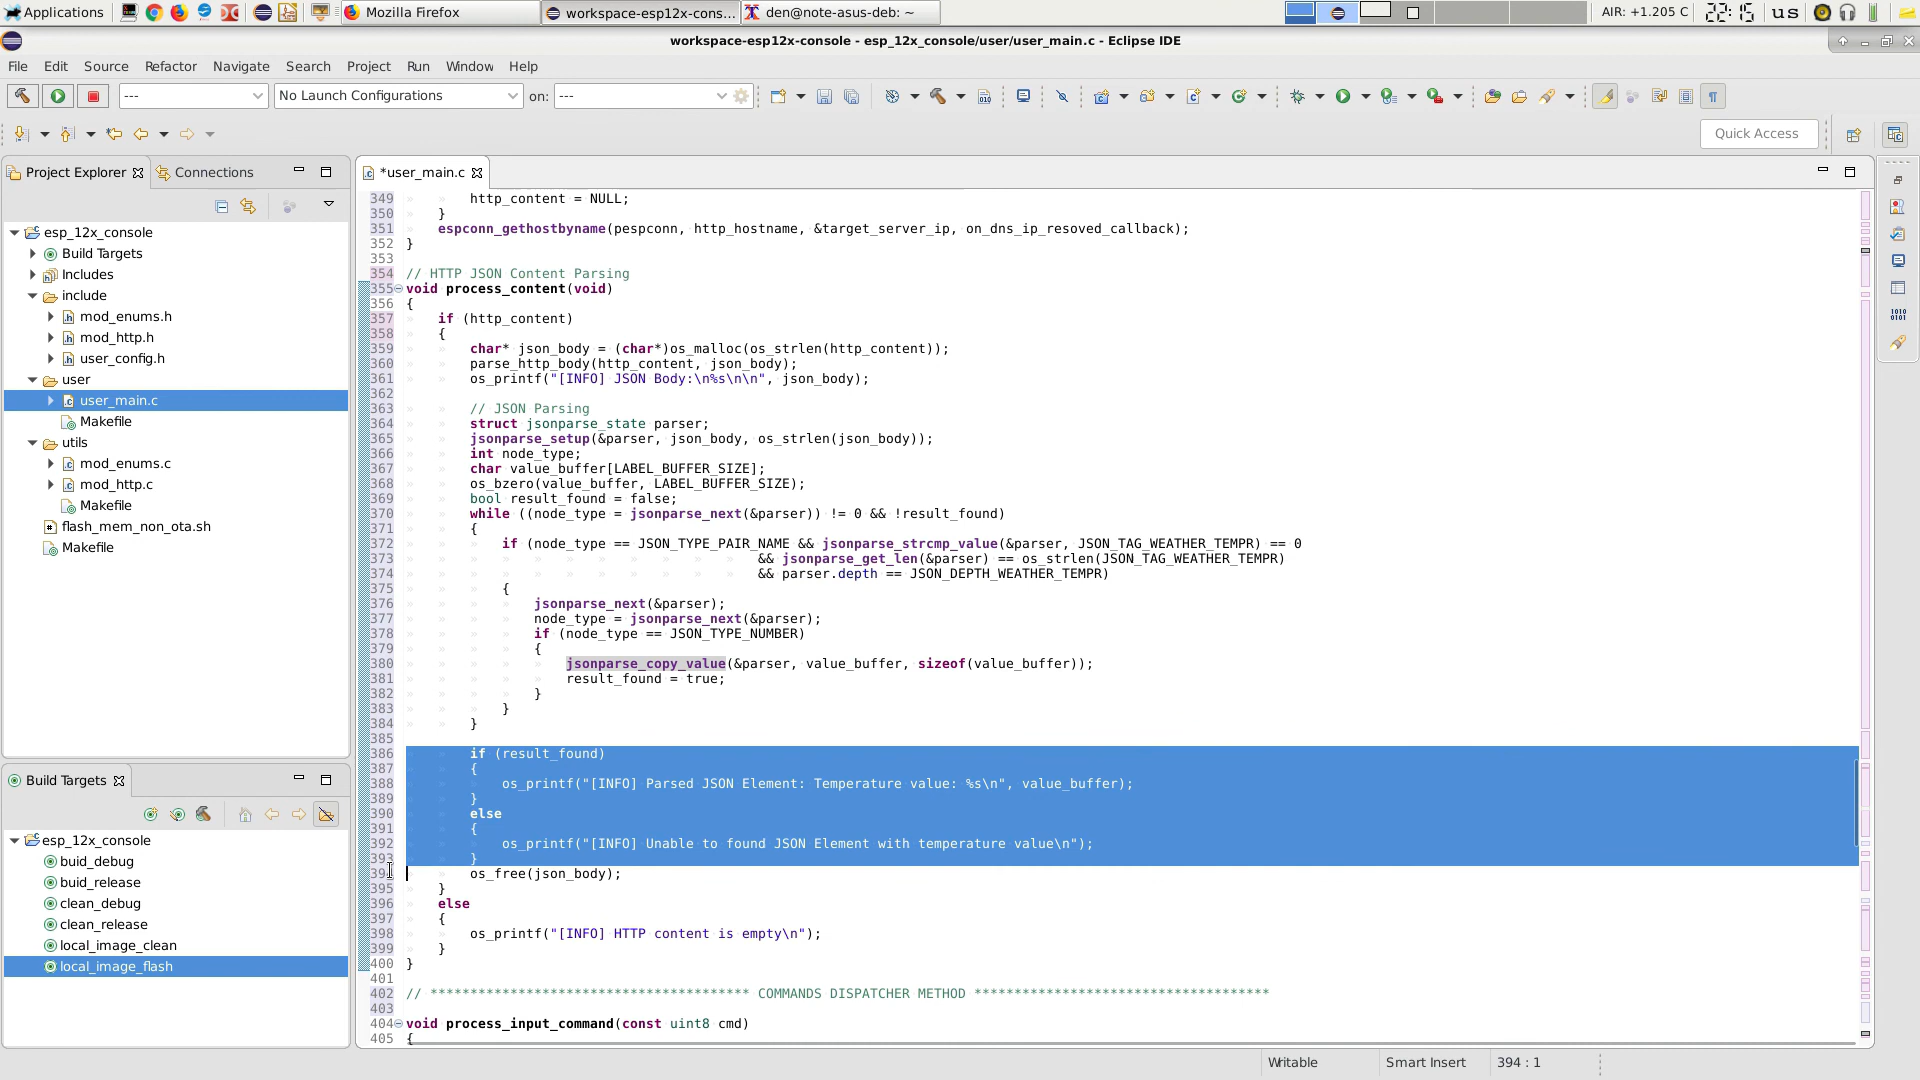 Applications
Mozilla Firefox
workspace-esp12x-cons...
den@note-asus-deb: ~
AIR: +1.205 C
22:15
us
workspace-esp12x-console - esp_12x_console/user/user_main.c - Eclipse IDE
File Edit Source Refactor Navigate Search Project Run Window Help
--- No Launch Configurations on: ---
Quick Access
Project Explorer
Connections
esp_12x_console
Build Targets
Includes
include
mod_enums.h
mod_http.h
user_config.h
user
user_main.c
Makefile
utils
mod_enums.c
mod_http.c
Makefile
flash_mem_non_ota.sh
Makefile
Build Targets
esp_12x_console
buid_debug
buid_release
clean_debug
clean_release
local_image_clean
local_image_flash
*user_main.c
349 http_content = NULL;
350 }
351 espconn_gethostbyname(pespconn, http_hostname, &target_server_ip, on_dns_ip_resoved_callback);
352 }
353
354 // HTTP JSON Content Parsing
355 void process_content(void)
356 {
357 if (http_content)
358 {
359 char* json_body = (char*)os_malloc(os_strlen(http_content));
360 parse_http_body(http_content, json_body);
361 os_printf("[INFO] JSON Body:\n%s\n\n", json_body);
362
363 // JSON Parsing
364 struct jsonparse_state parser;
365 jsonparse_setup(&parser, json_body, os_strlen(json_body));
366 int node_type;
367 char value_buffer[LABEL_BUFFER_SIZE];
368 os_bzero(value_buffer, LABEL_BUFFER_SIZE);
369 bool result_found = false;
370 while ((node_type = jsonparse_next(&parser)) != 0 && !result_found)
371 {
372 if (node_type == JSON_TYPE_PAIR_NAME && jsonparse_strcmp_value(&parser, JSON_TAG_WEATHER_TEMPR) == 0
373 && jsonparse_get_len(&parser) == os_strlen(JSON_TAG_WEATHER_TEMPR)
374 && parser.depth == JSON_DEPTH_WEATHER_TEMPR)
375 {
376 jsonparse_next(&parser);
377 node_type = jsonparse_next(&parser);
378 if (node_type == JSON_TYPE_NUMBER)
379 {
380 jsonparse_copy_value(&parser, value_buffer, sizeof(value_buffer));
381 result_found = true;
382 }
383 }
384 }
385
386 if (result_found)
387 {
388 os_printf("[INFO] Parsed JSON Element: Temperature value: %s\n", value_buffer);
389 }
390 else
391 {
392 os_printf("[INFO] Unable to found JSON Element with temperature value\n");
393 }
394 os_free(json_body);
395 }
396 else
397 {
398 os_printf("[INFO] HTTP content is empty\n");
399 }
400 }
401
402 // **************************************** COMMANDS DISPATCHER METHOD *************************************
403
404 void process_input_command(const uint8 cmd)
405 {
Writable Smart Insert 394 : 1